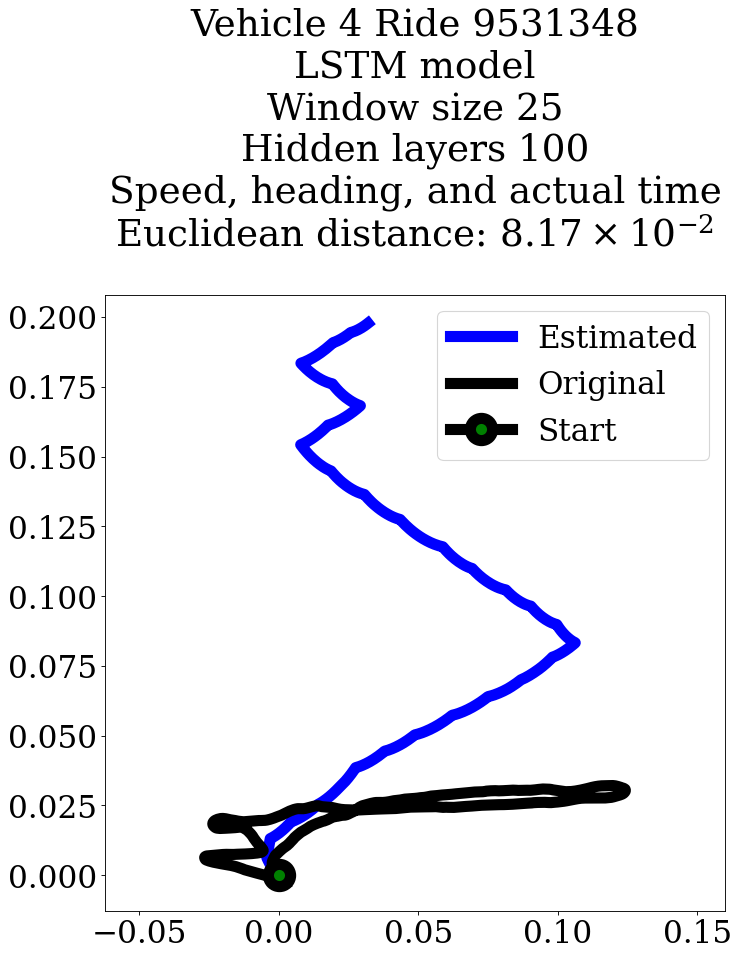 Vehicle 4 Ride 9531348
LSTM model
Window size 25
Hidden layers 100
Speed, heading, and actual time
Euclidean distance: 8.17 × 10⁻²
0.200
0.175
0.150
0.125
0.100
0.075
0.050
0.025
0.000
Estimated
Original
Start
−0.05 0.00 0.05 0.10 0.15